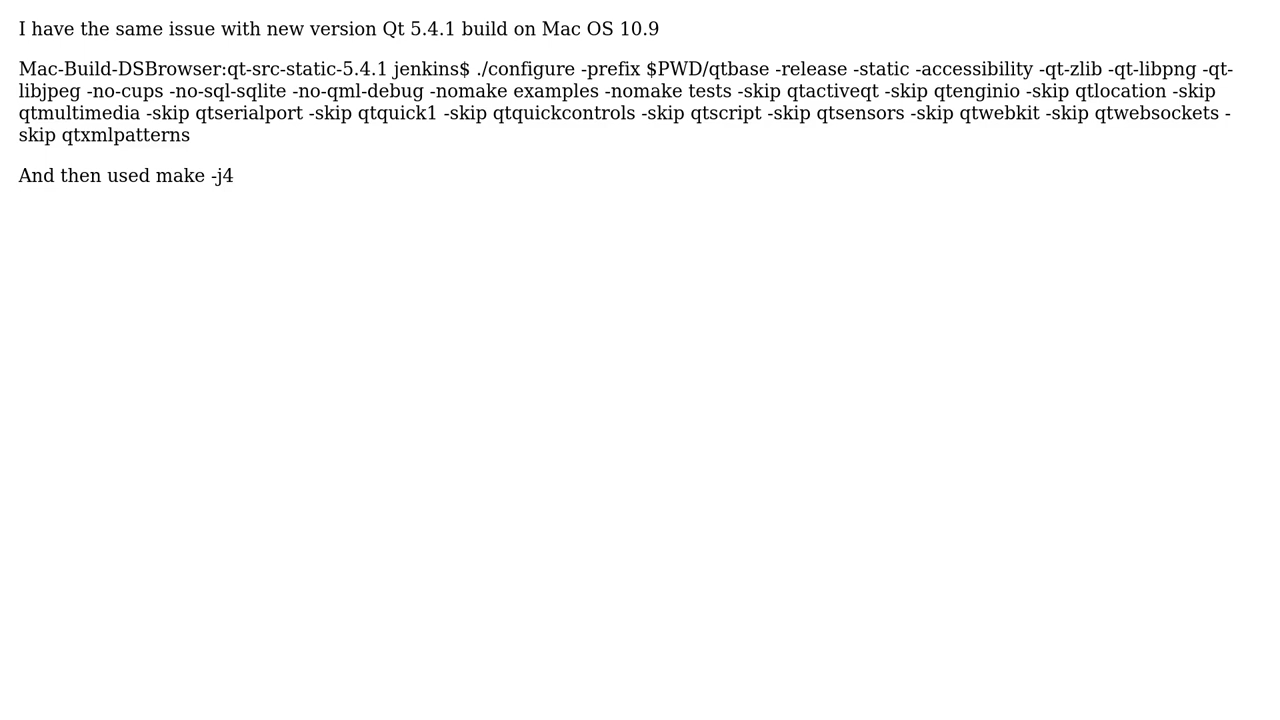 I have the same issue with new version Qt 5.4.1 build on Mac OS 10.9
Mac-Build-DSBrowser:qt-src-static-5.4.1 jenkins$ ./configure -prefix $PWD/qtbase -release -static -accessibility -qt-zlib -qt-libpng -qt-
libjpeg -no-cups -no-sql-sqlite -no-qml-debug -nomake examples -nomake tests -skip qtactiveqt -skip qtenginio -skip qtlocation -skip
qtmultimedia -skip qtserialport -skip qtquick1 -skip qtquickcontrols -skip qtscript -skip qtsensors -skip qtwebkit -skip qtwebsockets -
skip qtxmlpatterns
And then used make -j4